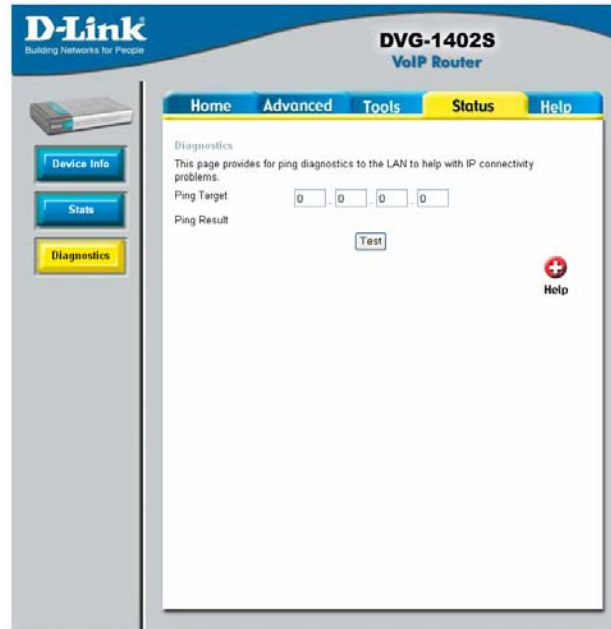 D-Link
Building Networks for People
DVG-1402S
VoIP Router
Home Advanced Tools Status Help
Device Info
Stats
Diagnostics
Diagnostics
This page provides for ping diagnostics to the LAN to help with IP connectivity
problems.
Ping Target 0 . 0 . 0 . 0
Ping Result
Test
Help